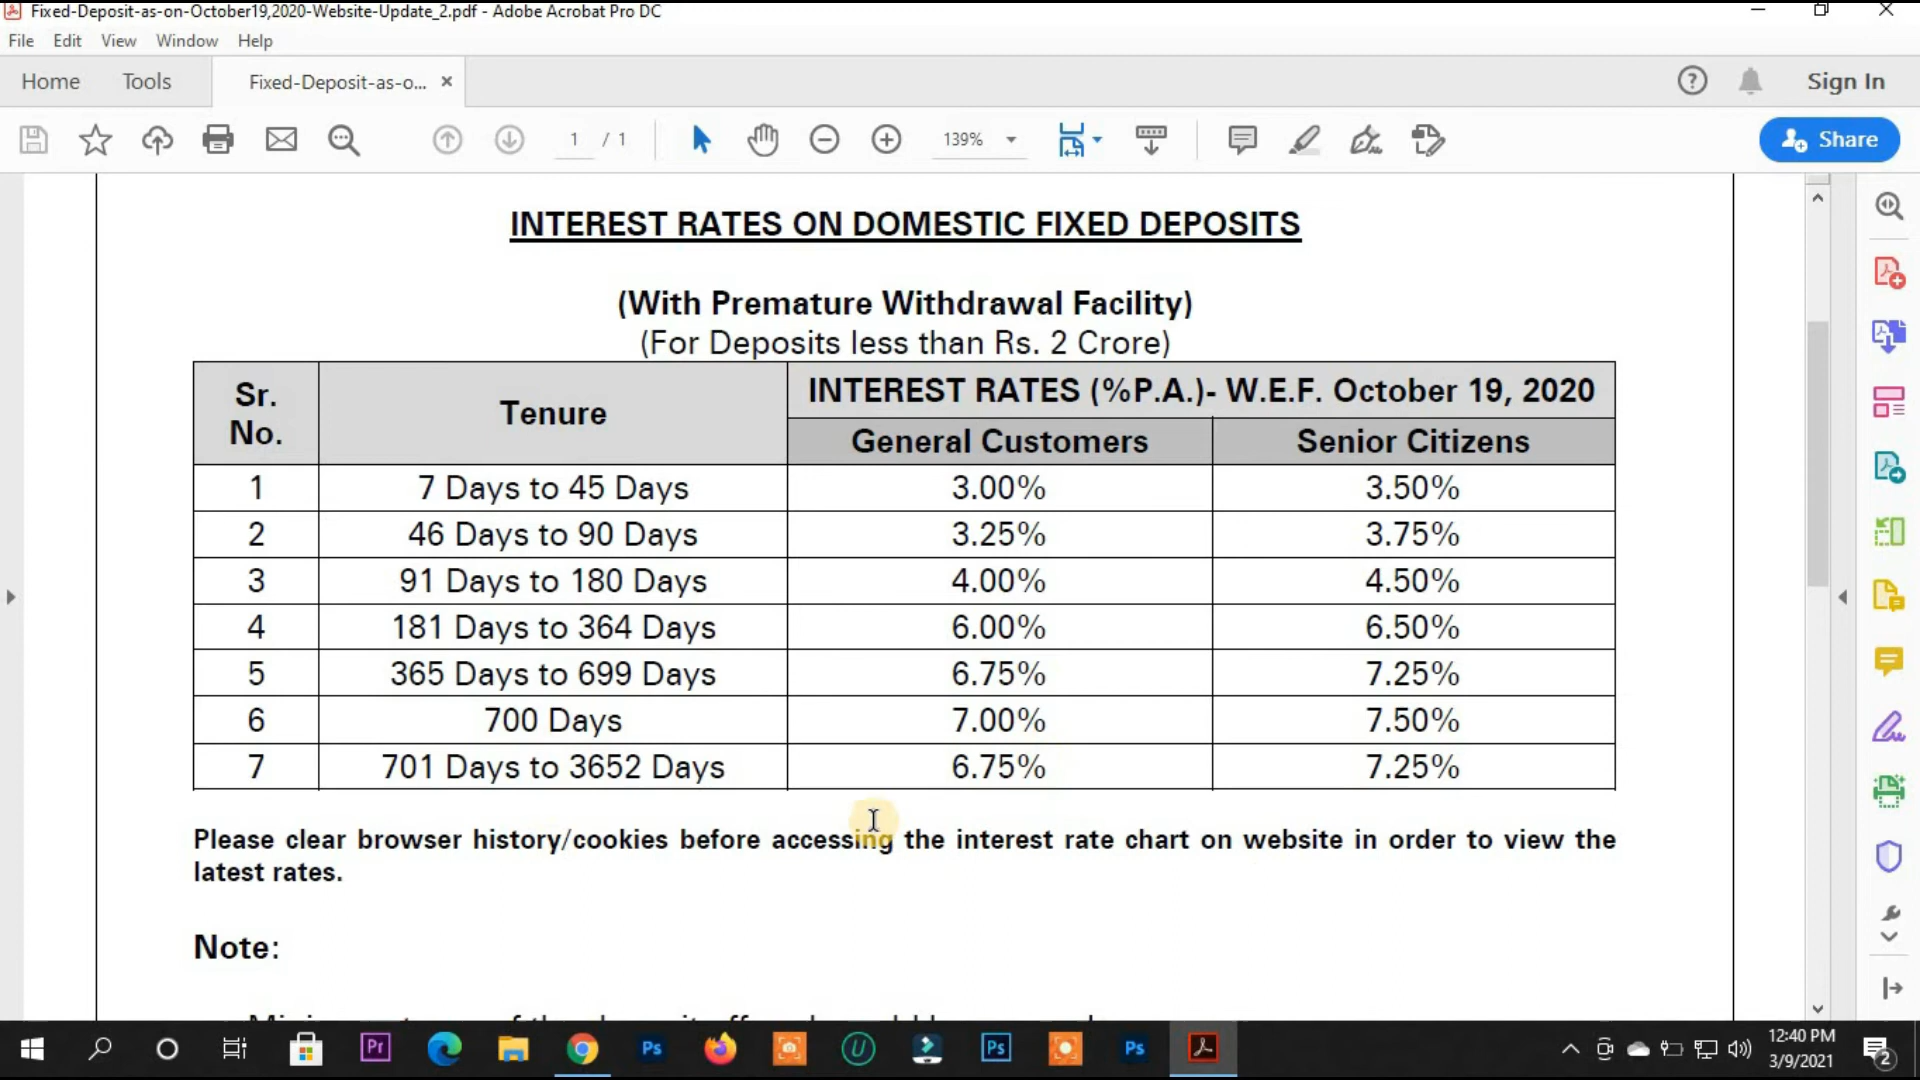 Fixed-Deposit-as-on-October19,2020-Website-Update_2.pdf - Adobe Acrobat Pro DC
File Edit View Window Help
Home Tools Fixed-Deposit-as-o... × Sign In
1 / 1 139% Share
INTEREST RATES ON DOMESTIC FIXED DEPOSITS
(With Premature Withdrawal Facility)
(For Deposits less than Rs. 2 Crore)
Sr. No. Tenure INTEREST RATES (%P.A.)- W.E.F. October 19, 2020
General Customers Senior Citizens
1 7 Days to 45 Days 3.00% 3.50%
2 46 Days to 90 Days 3.25% 3.75%
3 91 Days to 180 Days 4.00% 4.50%
4 181 Days to 364 Days 6.00% 6.50%
5 365 Days to 699 Days 6.75% 7.25%
6 700 Days 7.00% 7.50%
7 701 Days to 3652 Days 6.75% 7.25%
Please clear browser history/cookies before accessing the interest rate chart on website in order to view the
latest rates.
Note:
Pr Ps U Ps Ps 12:40 PM
3/9/2021 2